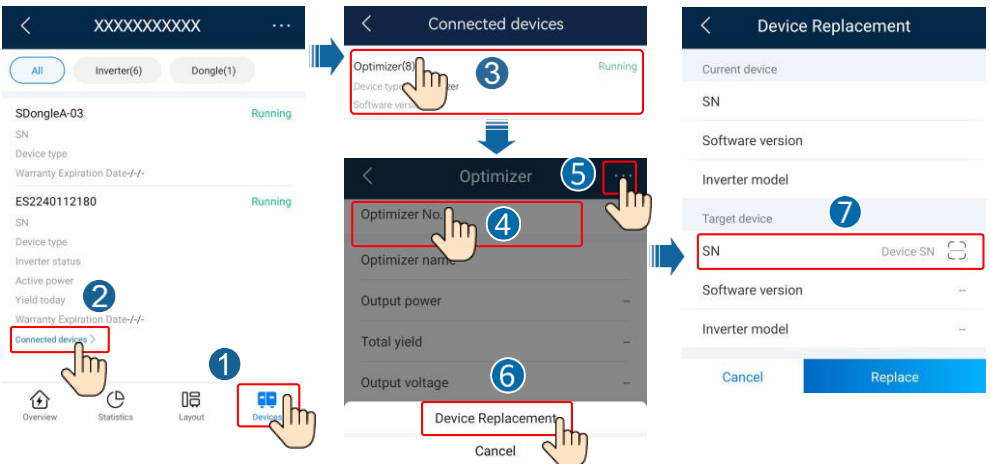 XXXXXXXXXXX ...
All Inverter(6) Dongle(1)
SDongleA-03 Running
SN
Device type
Warranty Expiration Date-/-/-
ES2240112180 Running
SN
Device type
Inverter status
Active power
Yield today
2
Warranty Expiration Date-/-/-
Connected devices >
1
Overview Statistics Layout Devices
Connected devices
Optimizer(8) Running
3
Device type
Software
Optimizer ...
5
Optimizer No.
4
Optimizer name
Output power –
Total yield –
Output voltage –
6
Device Replacement
Cancel
Device Replacement
Current device
SN
Software version
Inverter model
Target device
7
SN Device SN
Software version --
Inverter model --
Cancel Replace